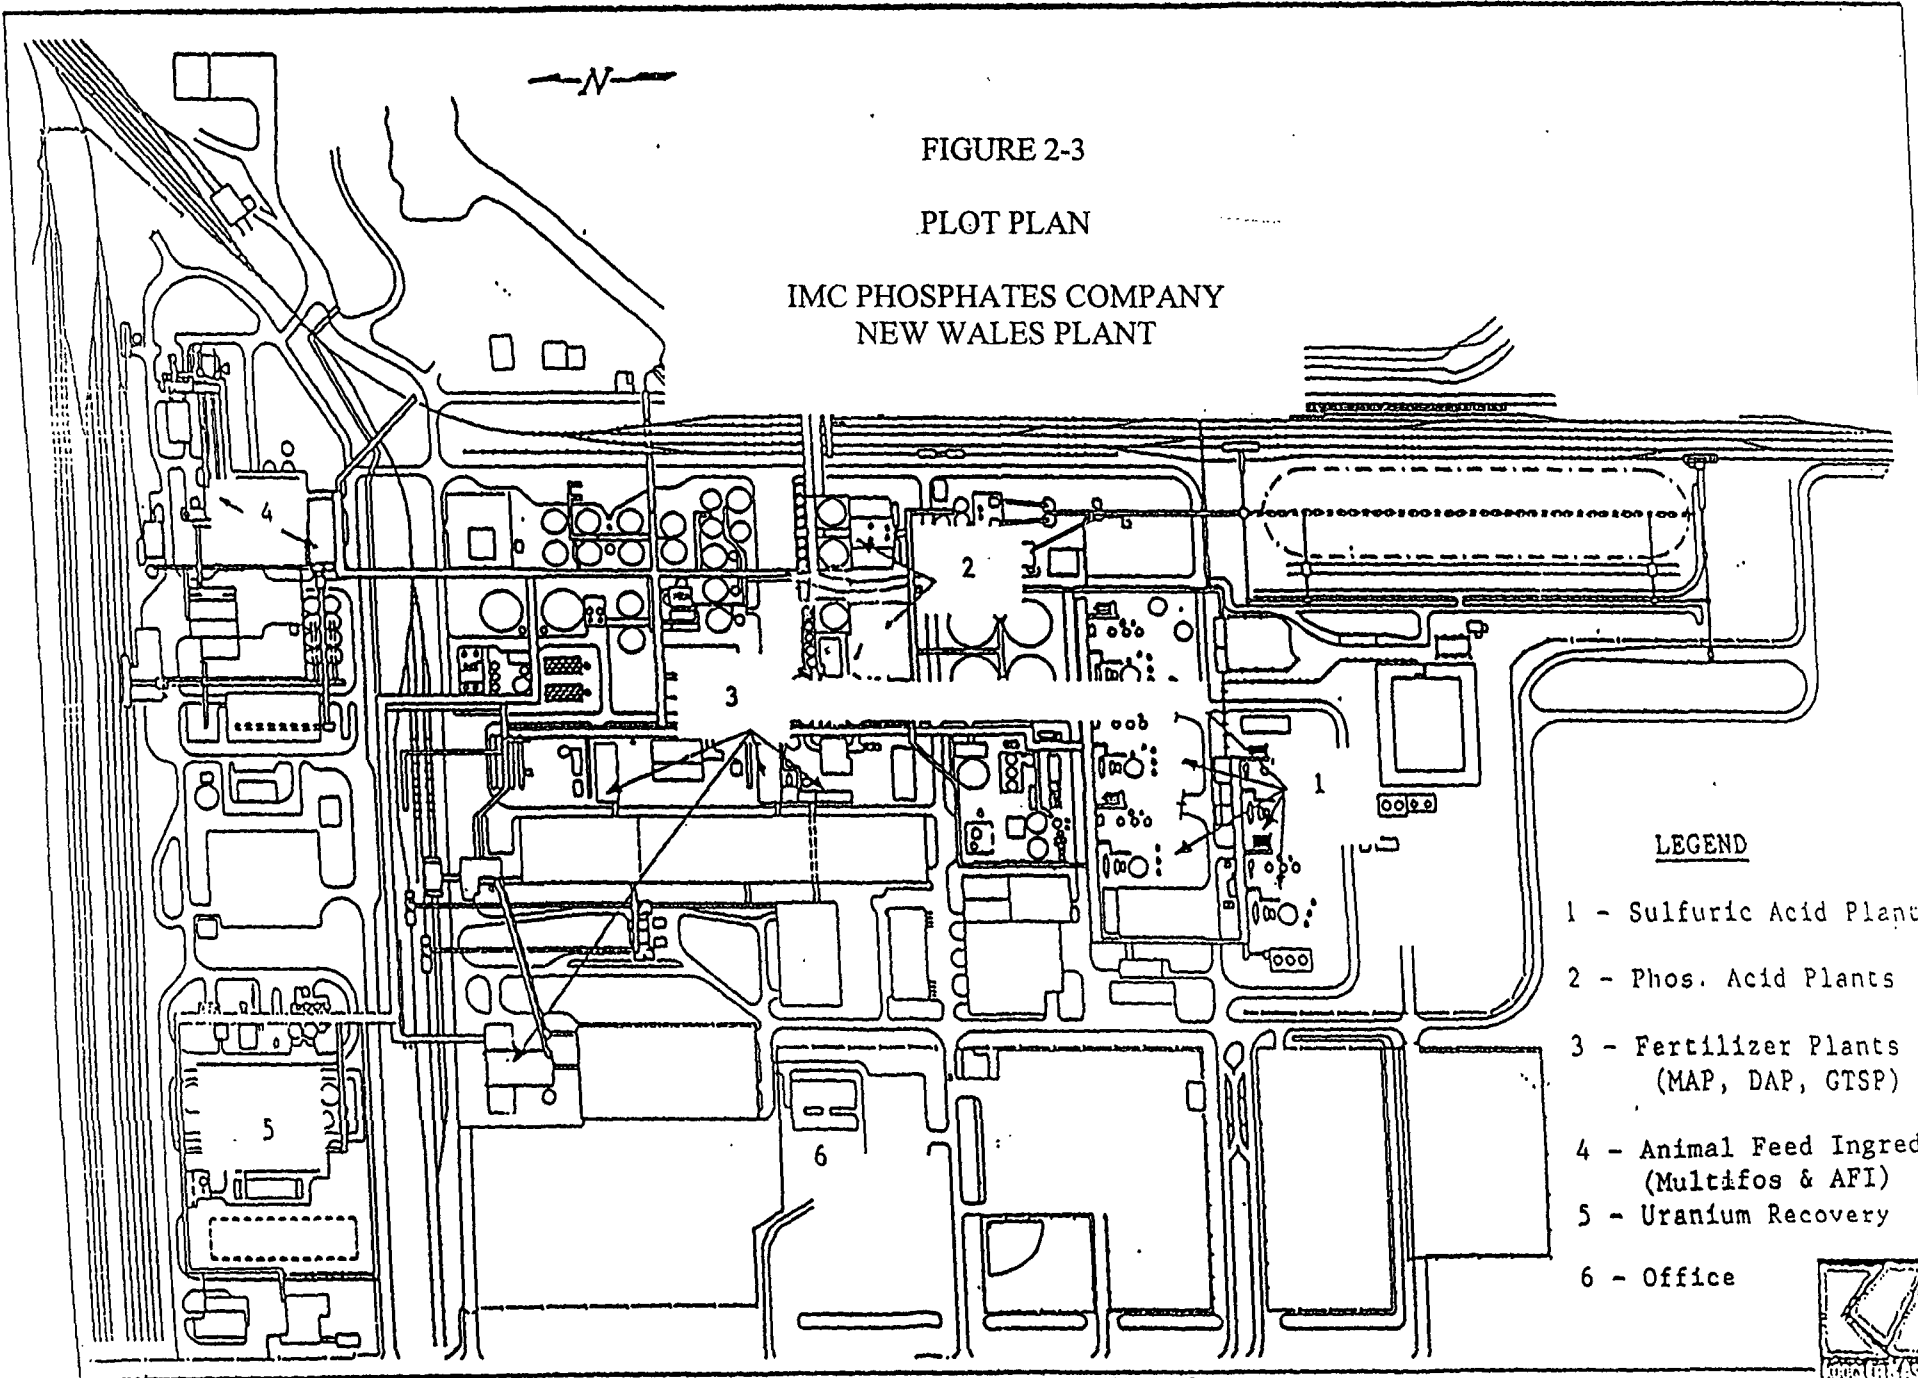 N
FIGURE 2-3
PLOT PLAN
IMC PHOSPHATES COMPANY
NEW WALES PLANT
4
2
3
1
5
6
LEGEND
1 - Sulfuric Acid Plant
2 - Phos. Acid Plants
3 - Fertilizer Plants
(MAP, DAP, GTSP)
4 - Animal Feed Ingred
(Multifos & AFI)
5 - Uranium Recovery
6 - Office